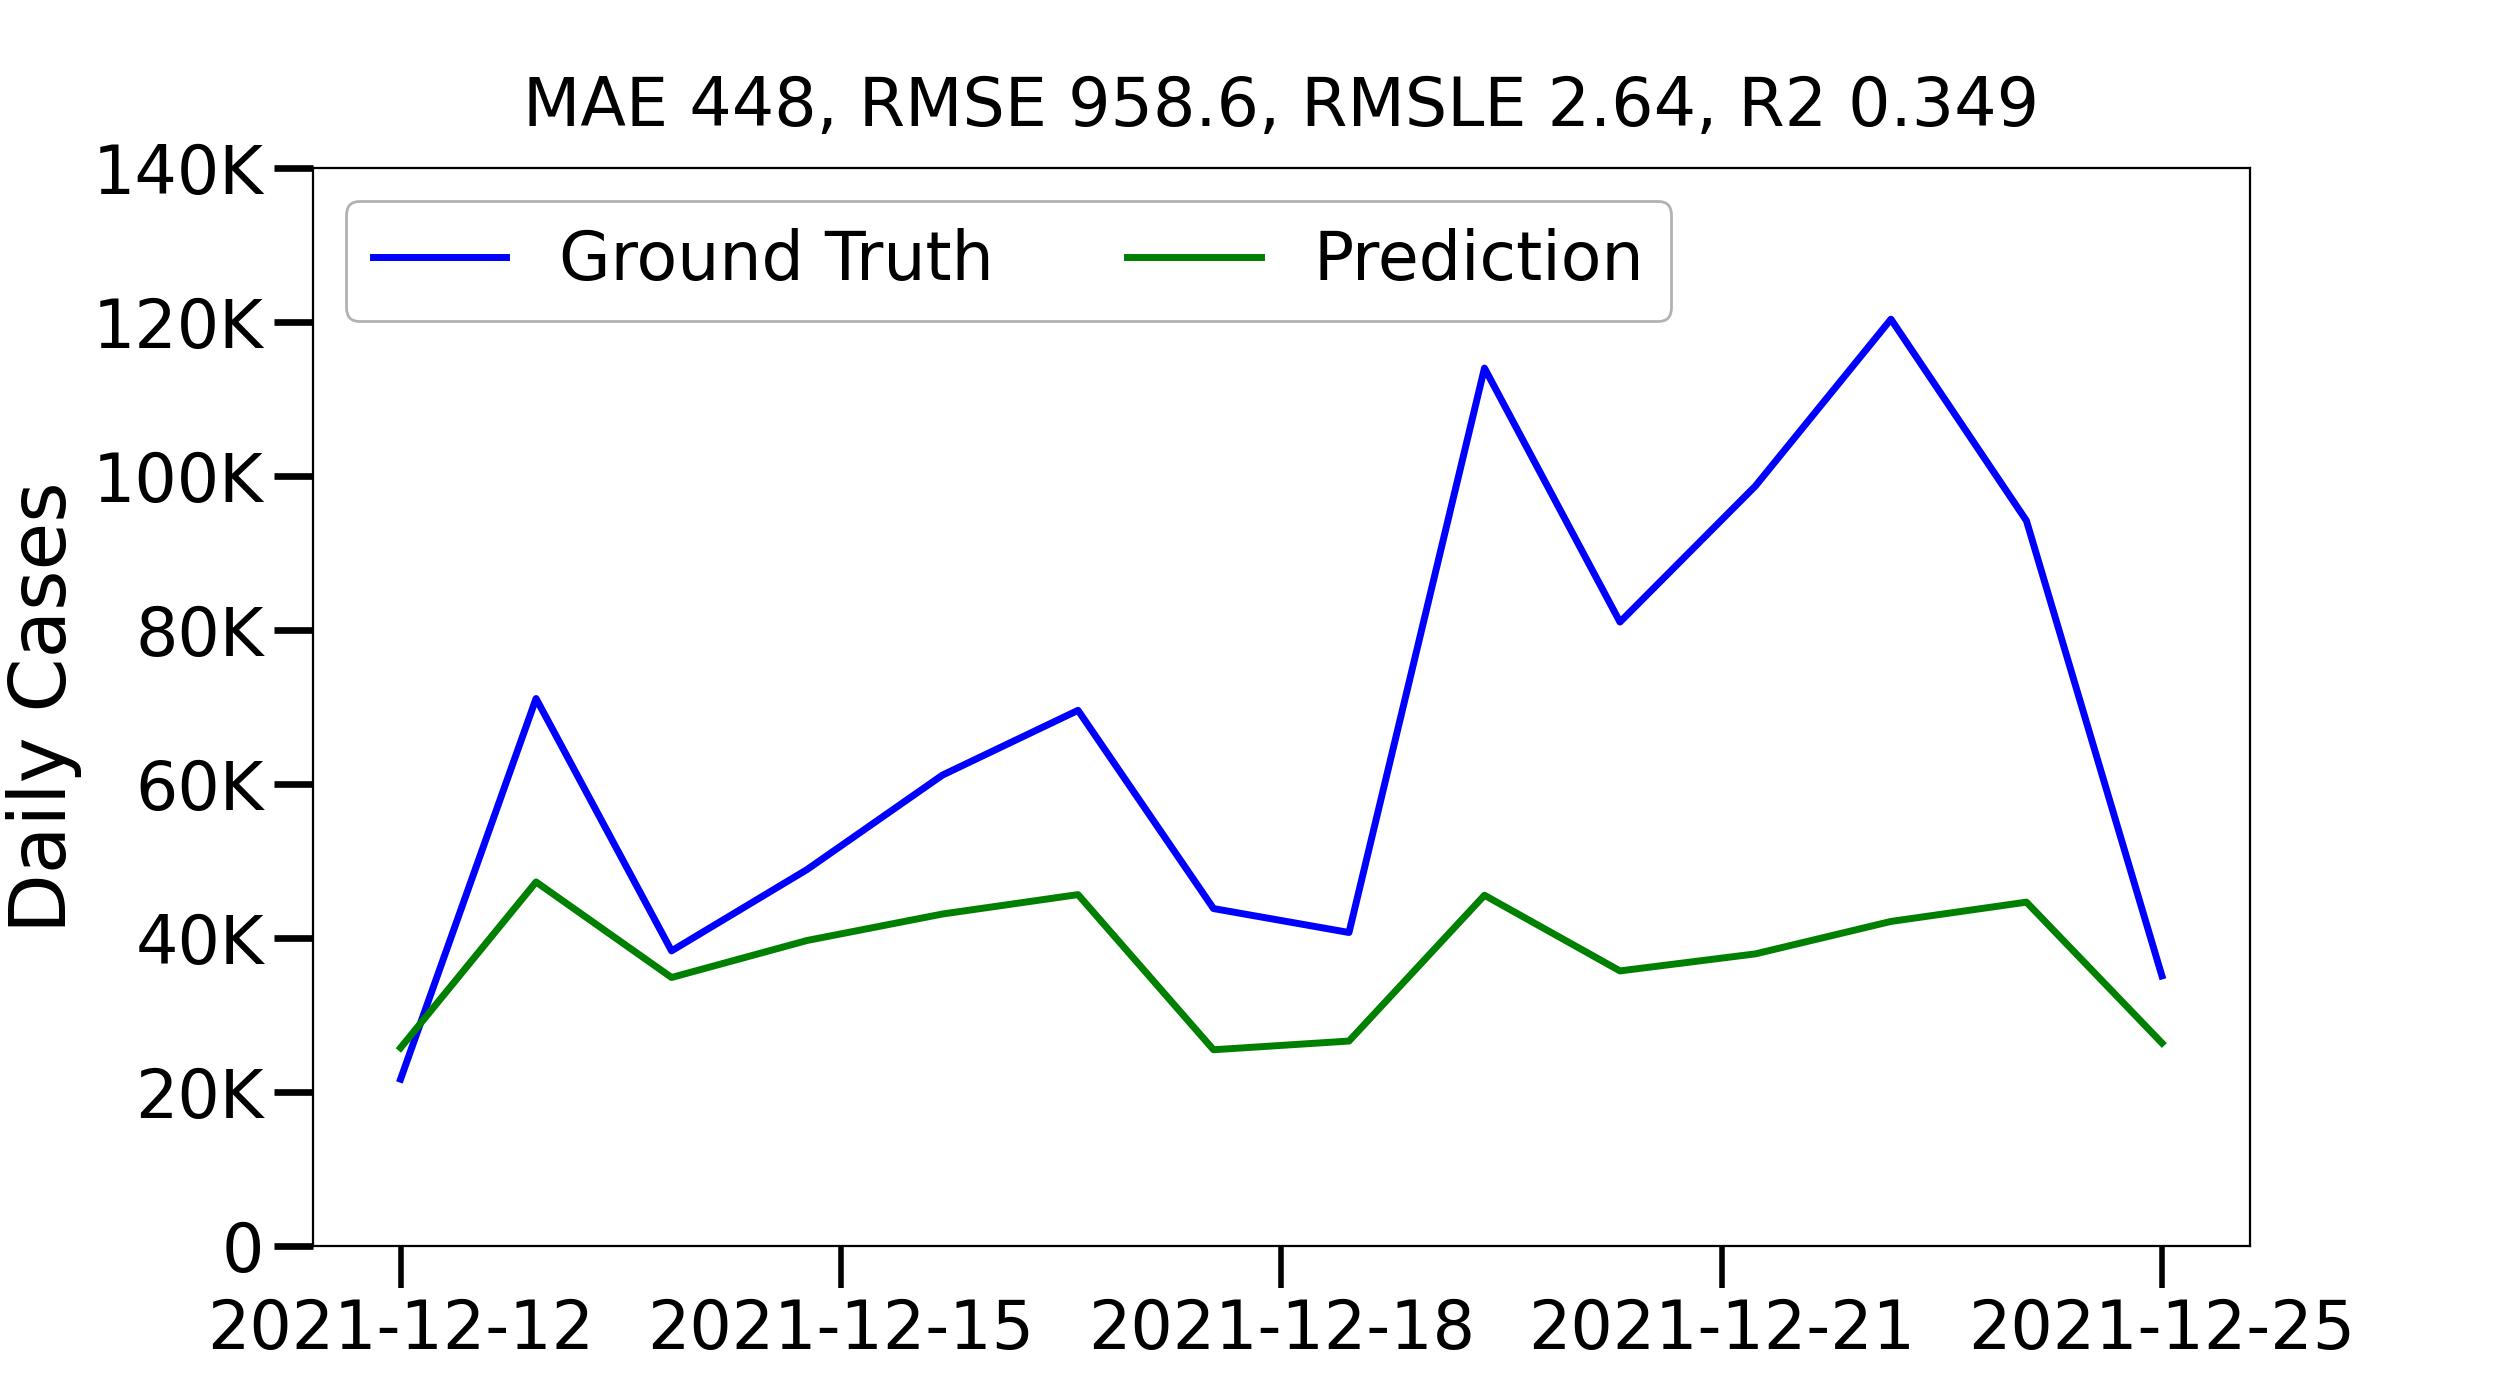 MAE 448, RMSE 958.6, RMSLE 2.64, R2 0.349
Ground Truth
Prediction
140K
120K
100K
80K
60K
40K
20K
0
Daily Cases
2021-12-12
2021-12-15
2021-12-18
2021-12-21
2021-12-25